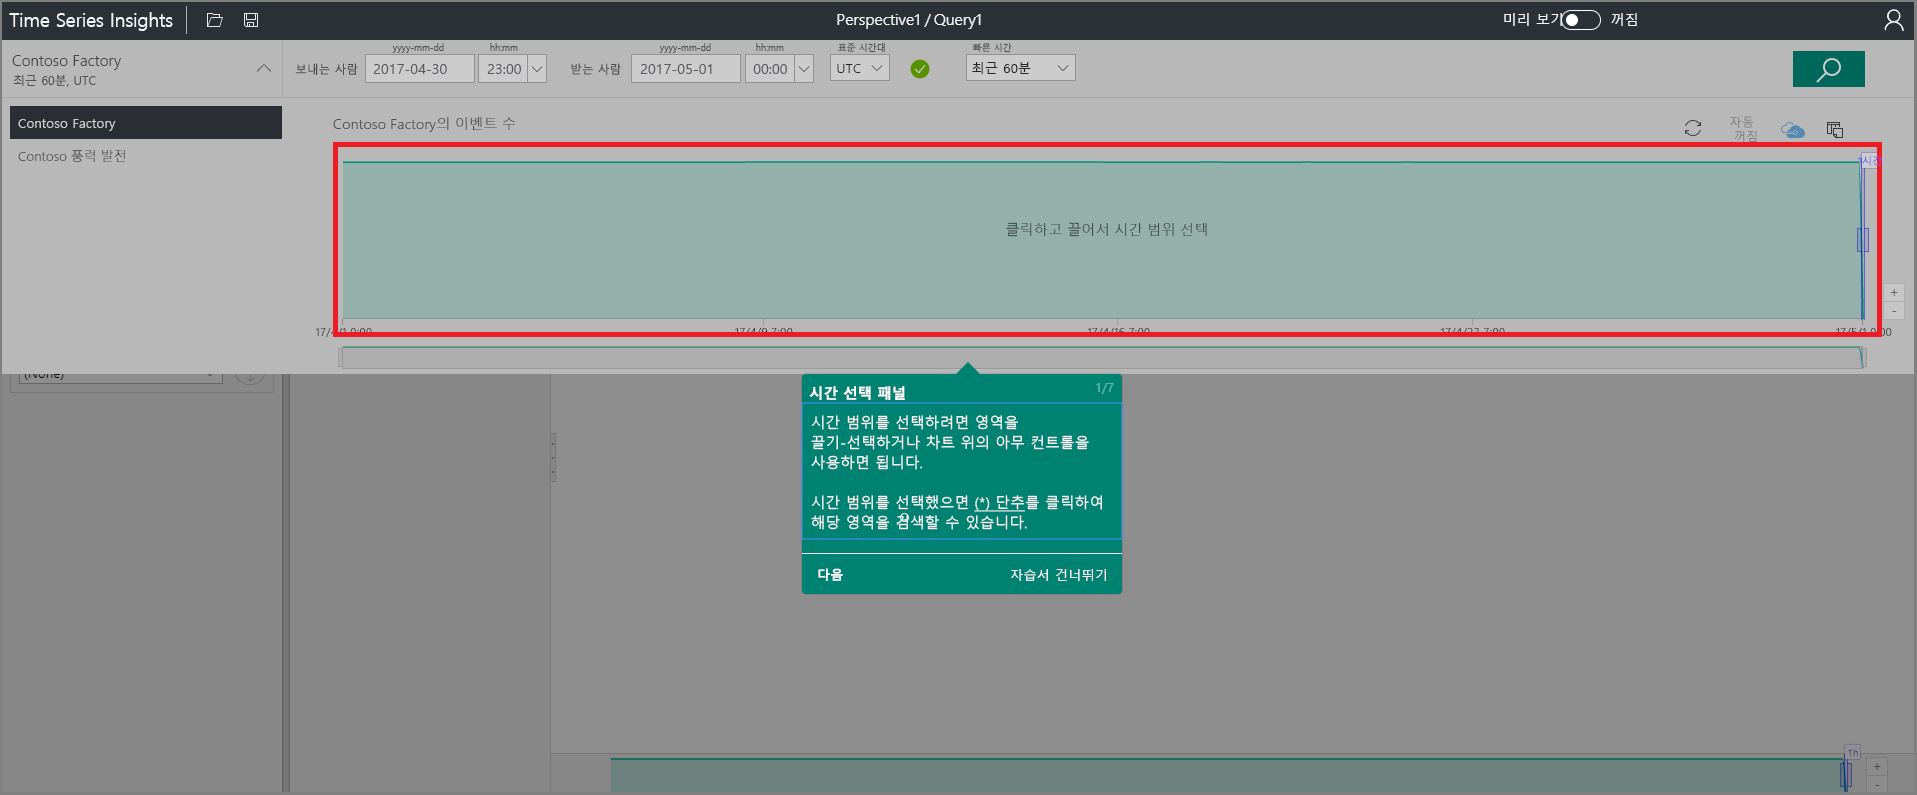 Time Series Insights
Perspective1 / Query1
미리 보기
꺼짐
Contoso Factory
최근 60분, UTC
보내는 사람
yyyy-mm-dd
2017-04-30
hh:mm
23:00
받는 사람
yyyy-mm-dd
2017-05-01
hh:mm
00:00
표준 시간대
UTC
빠른 시간
최근 60분
Contoso Factory
Contoso 풍력 발전
Contoso Factory의 이벤트 수
자동
꺼짐
1시간
클릭하고 끌어서 시간 범위 선택
+
-
17/4/1 0:00
17/4/9 7:00
17/4/16 7:00
17/4/23 7:00
17/5/1 0:00
(None)
시간 선택 패널
1/7
시간 범위를 선택하려면 영역을
끌기-선택하거나 차트 위의 아무 컨트롤을
사용하면 됩니다.
시간 범위를 선택했으면 (*) 단추를 클릭하여
해당 영역을 검색할 수 있습니다.
다음
자습서 건너뛰기
1h
+
-